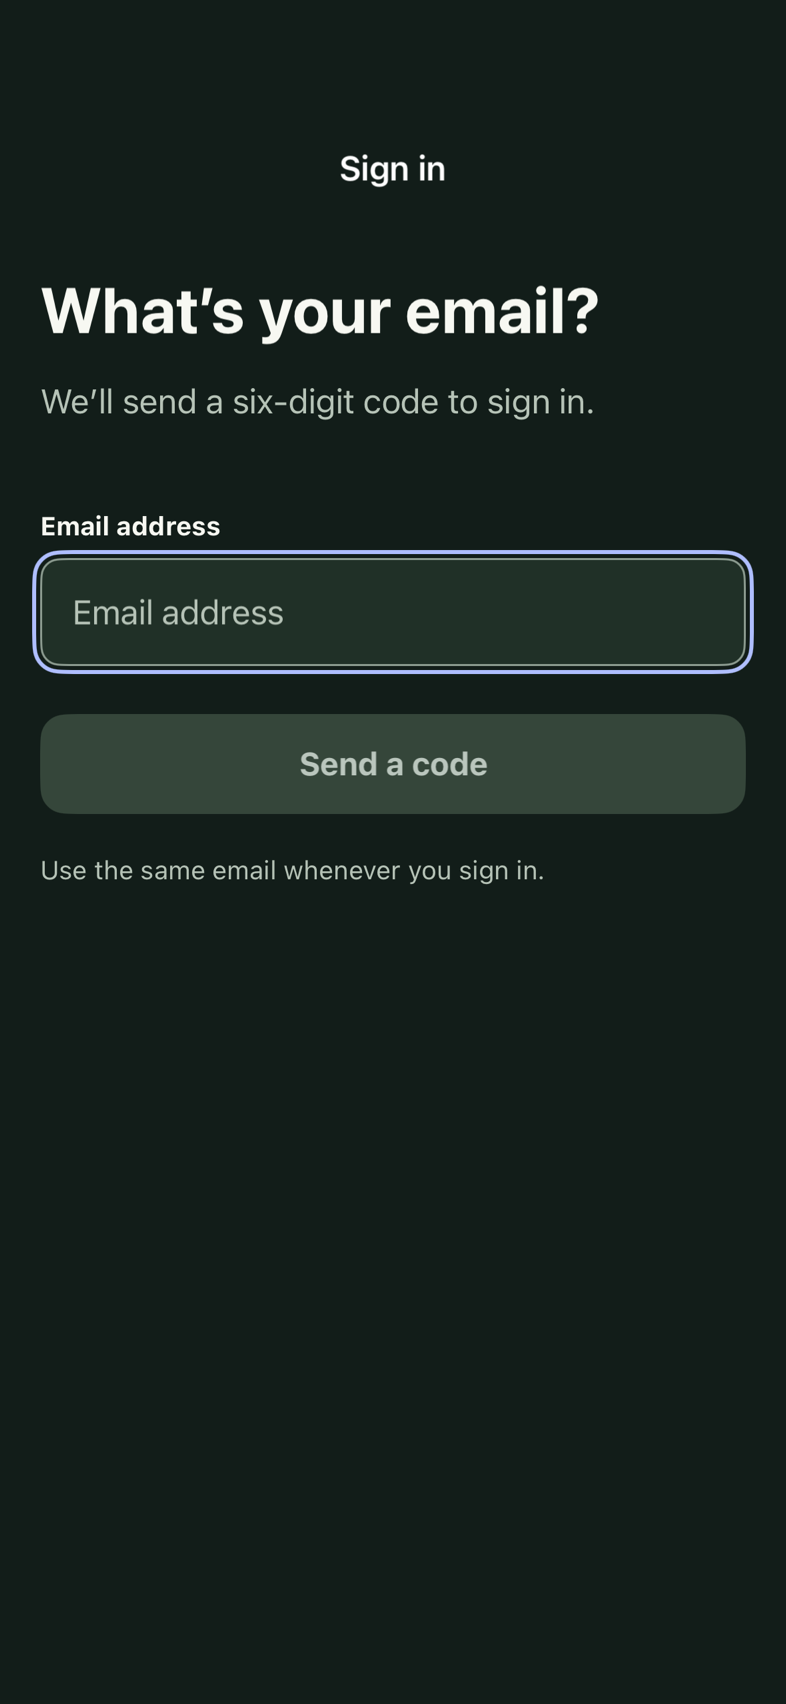 Sign in
What’s your email?
We’ll send a six-digit code to sign in.
Email address
Email address
Send a code
Use the same email whenever you sign in.